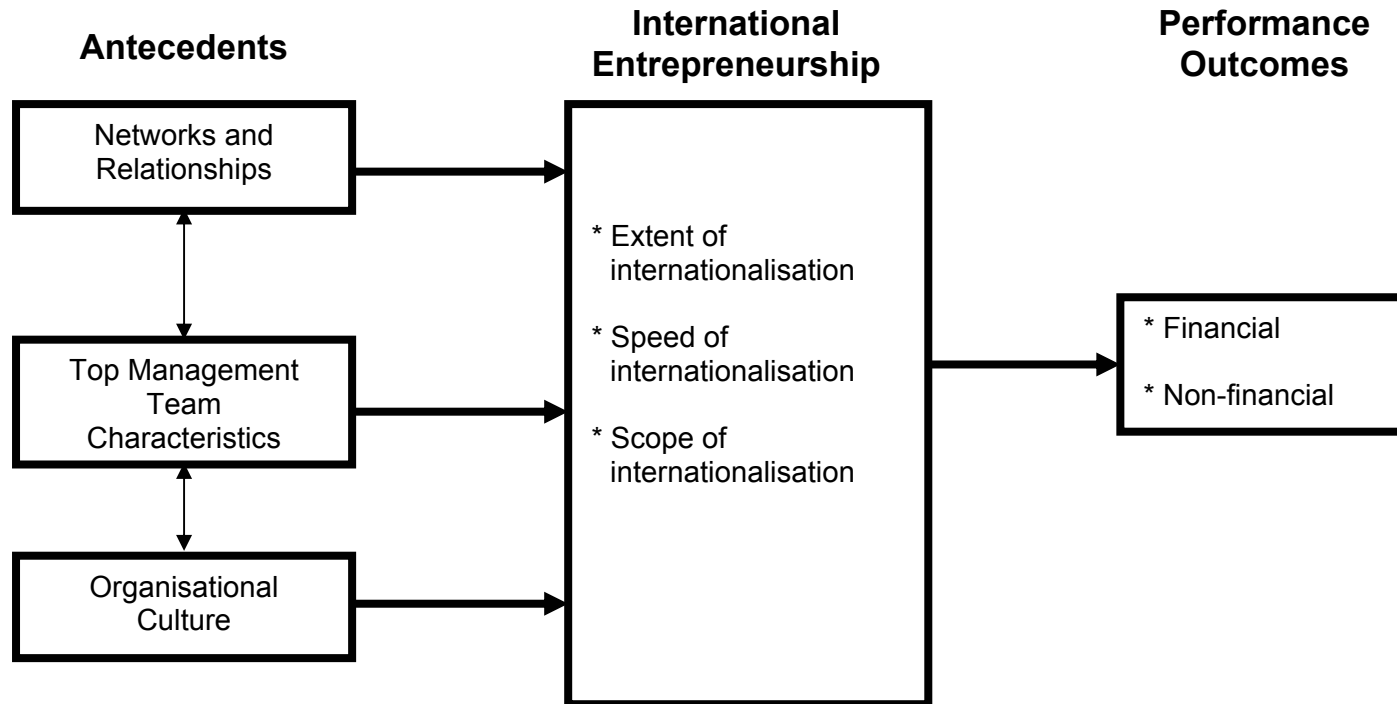 Antecedents
International
Entrepreneurship
Performance
Outcomes
Networks and
Relationships
Top Management
Team
Characteristics
Organisational
Culture
* Extent of
internationalisation
* Speed of
internationalisation
* Scope of
internationalisation
* Financial
* Non-financial